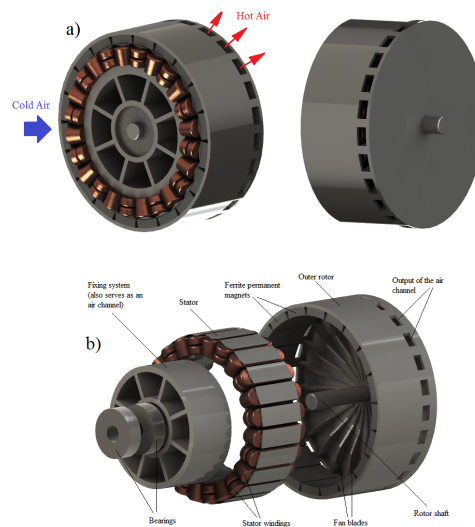 a)
Hot Air
Cold Air
b)
Fixing system
(also serves as an
air channel)
Stator
Ferrite permanent
magnets
Outer rotor
Output of the air
channel
Bearings
Stator windings
Fan blades
Rotor shaft